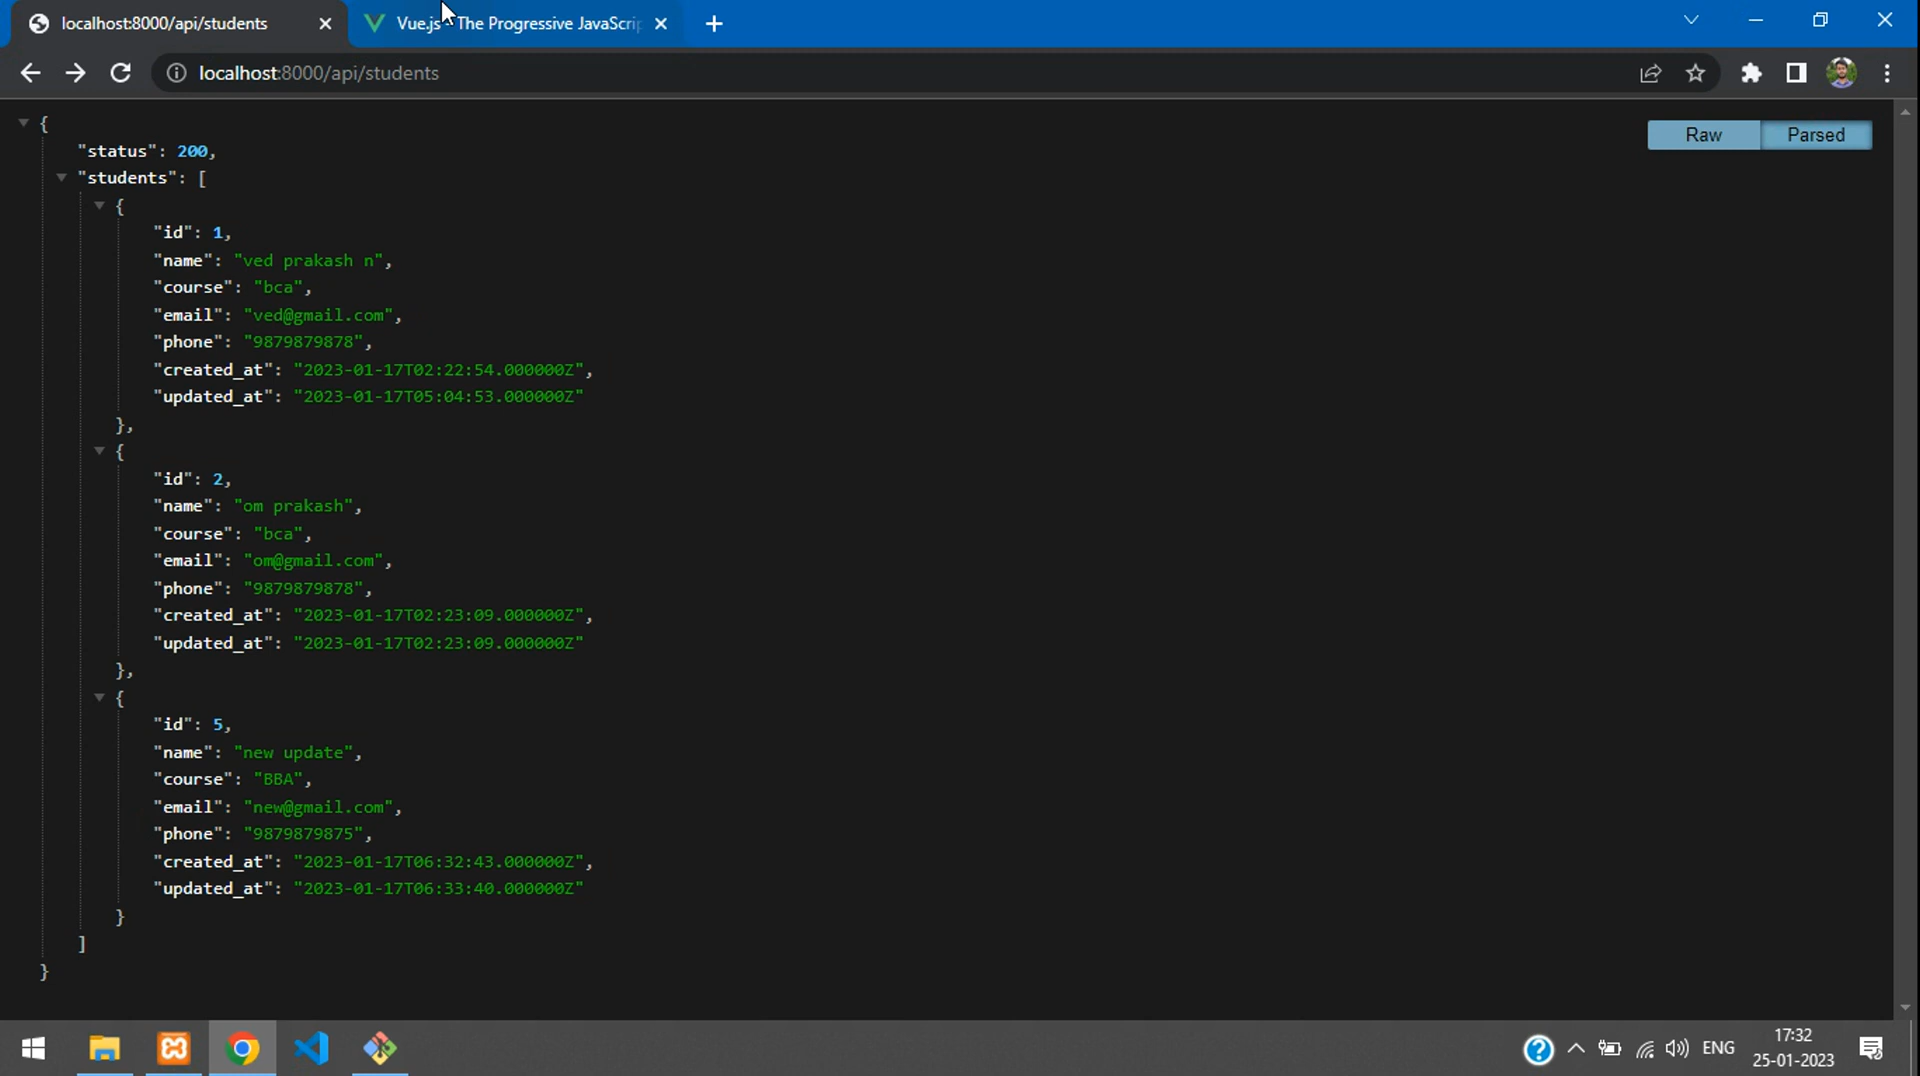 localhost:8000/api/students
Vue.js - The Progressive JavaScrip
localhost:8000/api/students
Raw
Parsed
{
"status": 200,
"students": [
{
"id": 1,
"name": "ved prakash n",
"course": "bca",
"email": "ved@gmail.com",
"phone": "9879879878",
"created_at": "2023-01-17T02:22:54.000000Z",
"updated_at": "2023-01-17T05:04:53.000000Z"
},
{
"id": 2,
"name": "om prakash",
"course": "bca",
"email": "om@gmail.com",
"phone": "9879879878",
"created_at": "2023-01-17T02:23:09.000000Z",
"updated_at": "2023-01-17T02:23:09.000000Z"
},
{
"id": 5,
"name": "new update",
"course": "BBA",
"email": "new@gmail.com",
"phone": "9879879875",
"created_at": "2023-01-17T06:32:43.000000Z",
"updated_at": "2023-01-17T06:33:40.000000Z"
}
]
}
ENG
17:32
25-01-2023